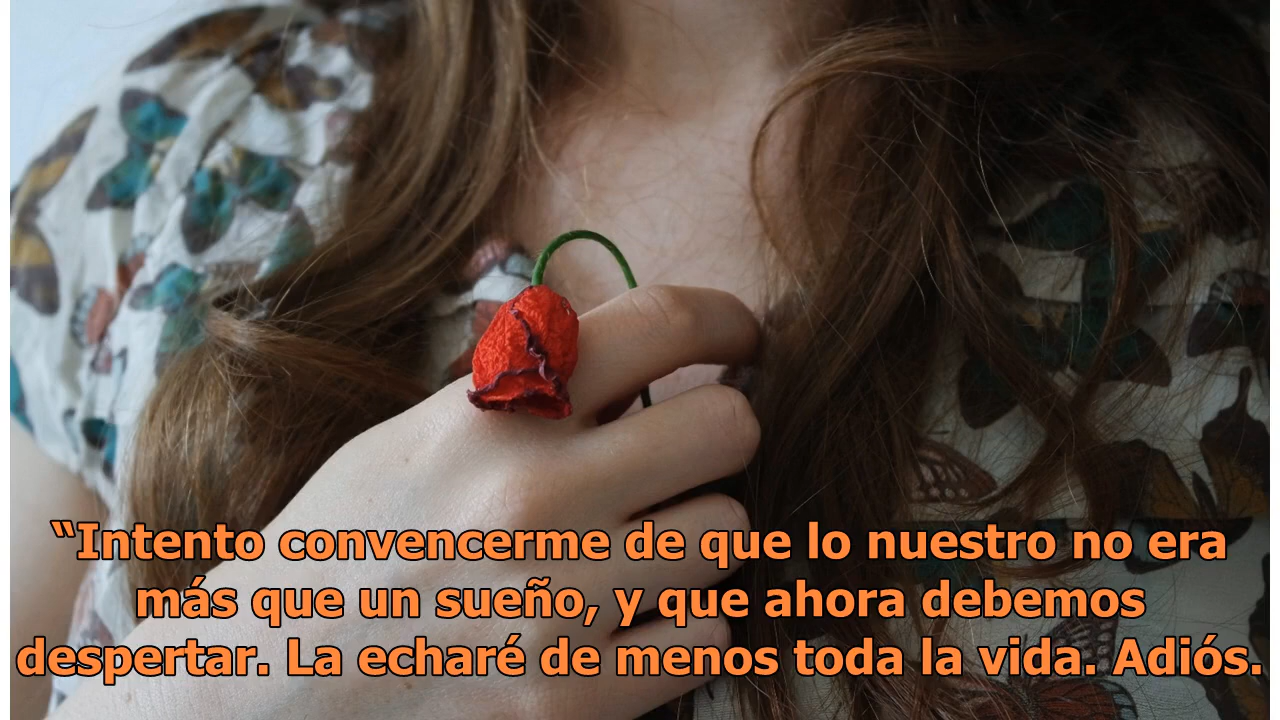 “Intento convencerme de que lo nuestro no era
más que un sueño, y que ahora debemos
despertar. La echaré de menos toda la vida. Adiós.